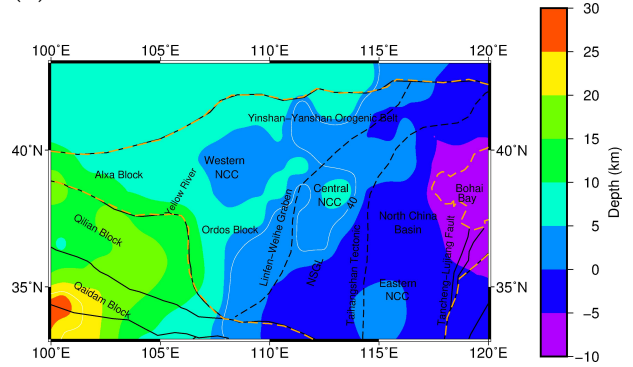 100°E 105°E 110°E 115°E 120°E
30
25
20
15
10
5
0
−5
−10
Depth (km)
40°N
35°N
Yinshan−Yanshan Orogenic Belt
Alxa Block
Yellow River
Western
NCC
Central
NCC
40
Bohai
Bay
Qilian Block
Ordos Block
Linfen−Weihe Graben
North China
Basin
NSGL
Taihangshan Tectonic
Tancheng−Lujiang Fault
Eastern
NCC
Qaidam Block
100°E 105°E 110°E 115°E 120°E